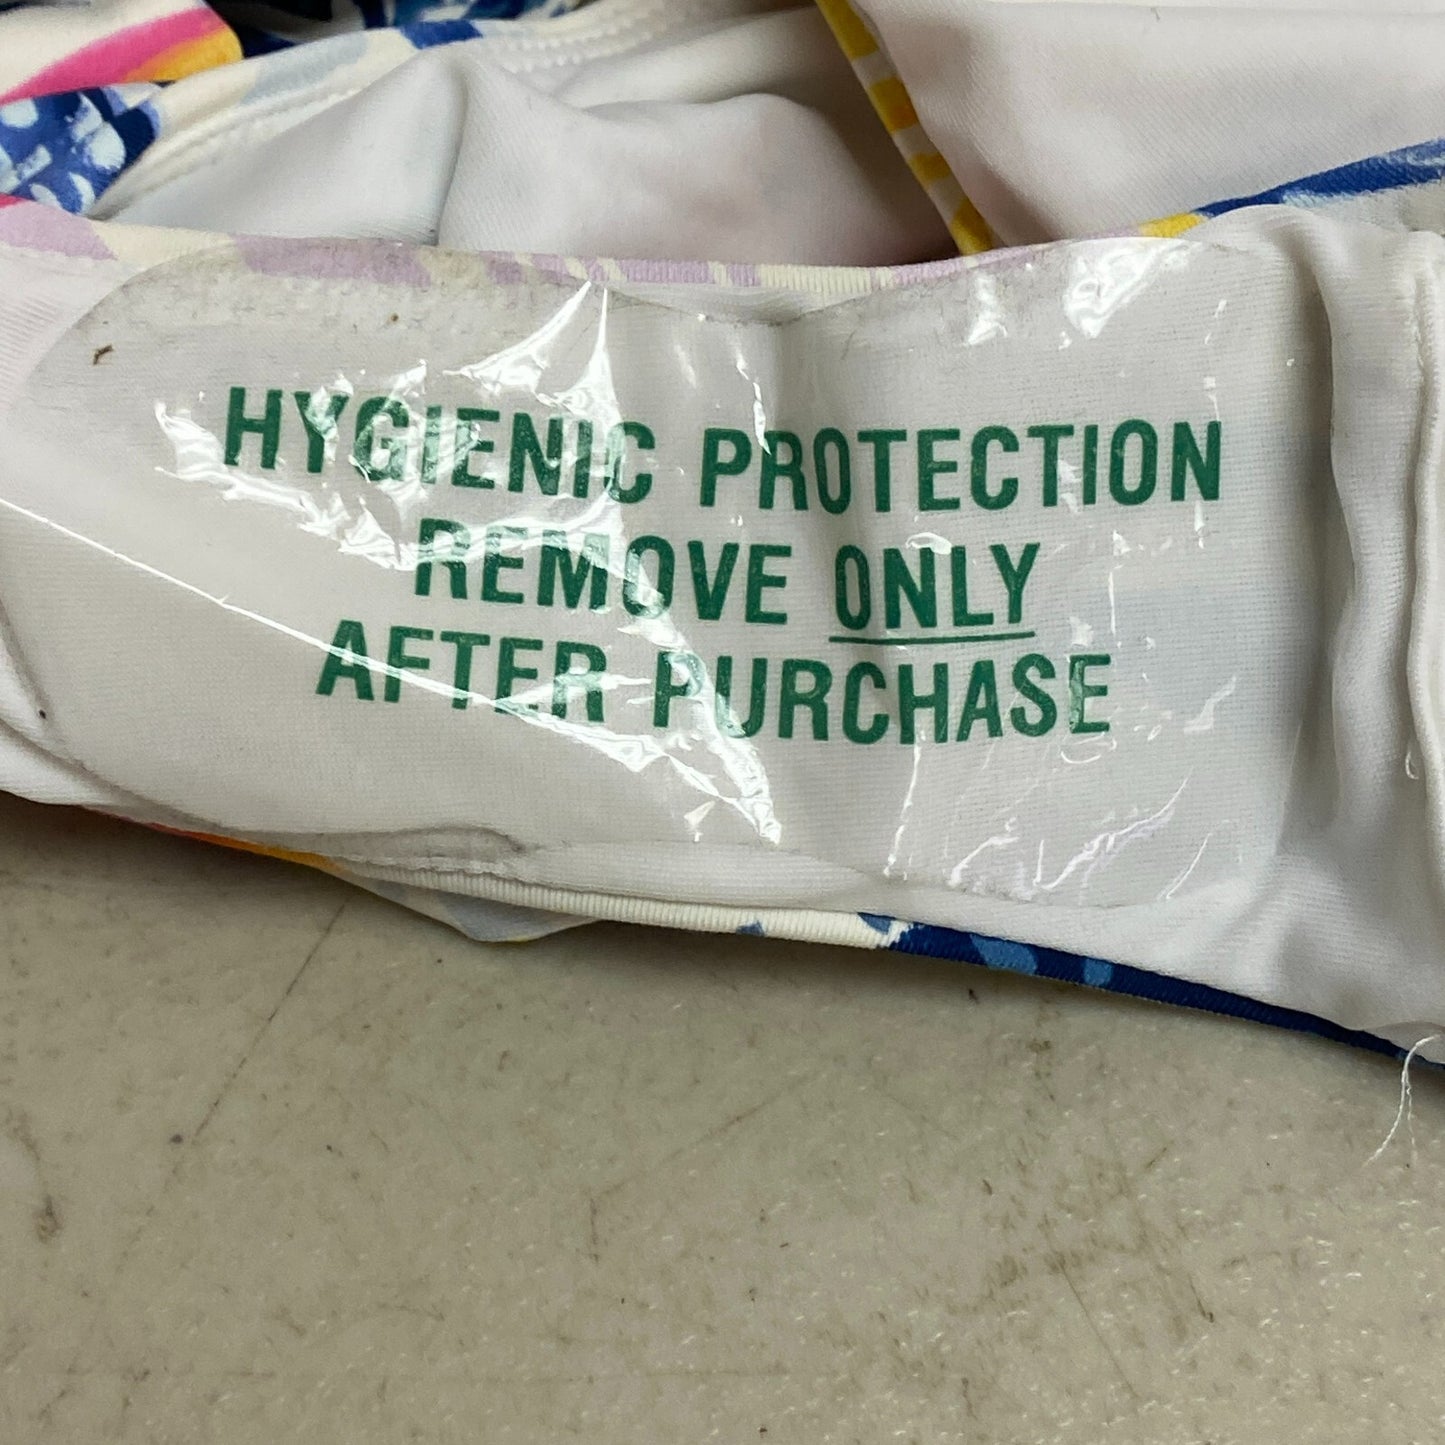 HYGIENIC PROTECTION
REMOVE ONLY
AFTER PURCHASE